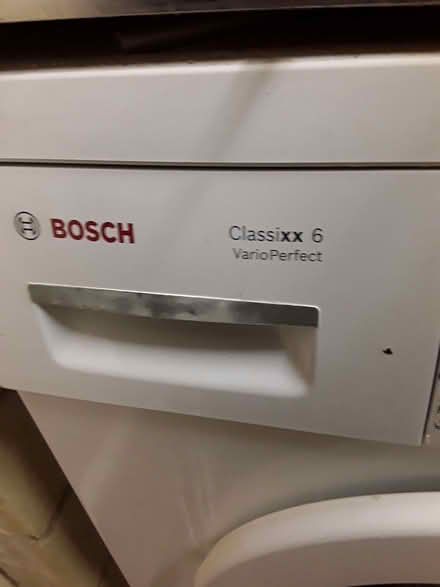 BOSCH
Classixx 6
VarioPerfect